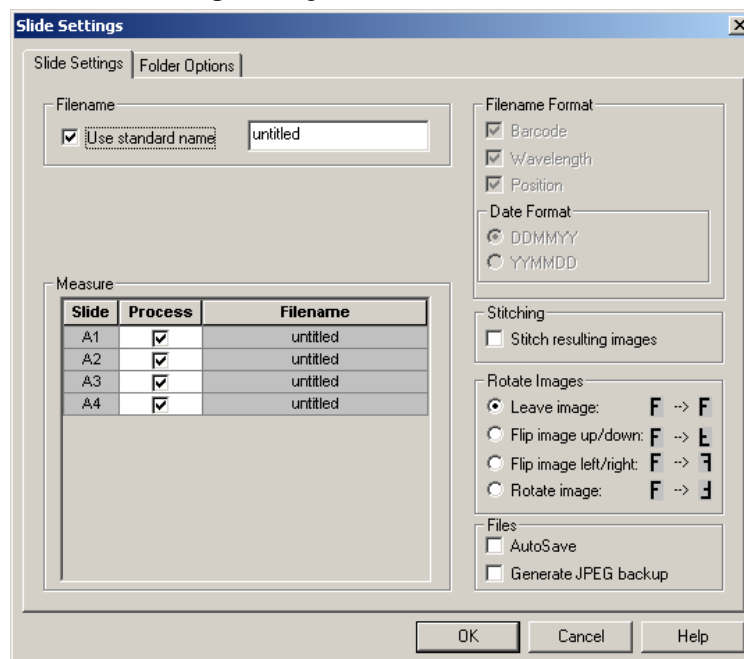 Slide Settings
Slide Settings Folder Options
Filename
Use standard name untitled
Measure
Slide Process Filename
A1 untitled
A2 untitled
A3 untitled
A4 untitled
Filename Format
Barcode
Wavelength
Position
Date Format
DDMMYY
YYMMDD
Stitching
Stitch resulting images
Rotate Images
Leave image: F --> F
Flip image up/down: F --> F
Flip image left/right: F --> F
Rotate image: F --> F
Files
AutoSave
Generate JPEG backup
OK Cancel Help